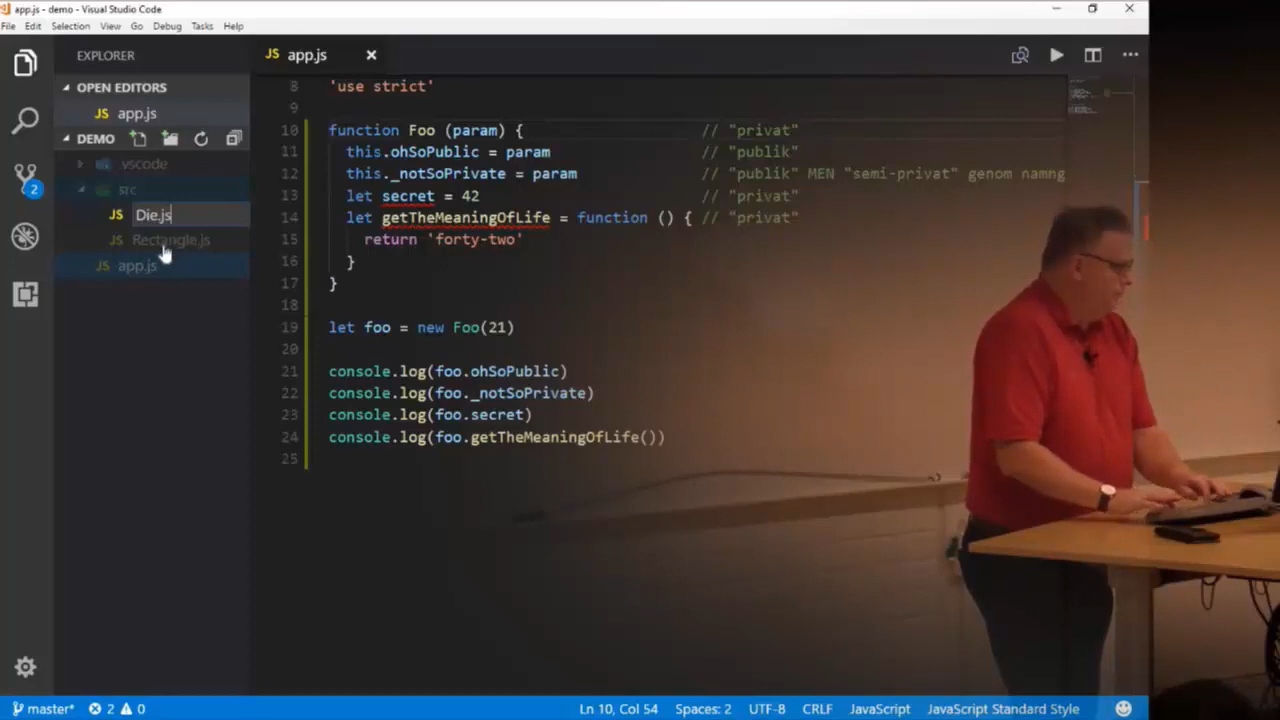 app.js - demo - Visual Studio Code
File Edit Selection View Go Debug Tasks Help
EXPLORER
OPEN EDITORS
JS app.js
DEMO
.vscode
src
JS Die.js
JS Rectangle.js
JS app.js
2
JS app.js
8 'use strict'
9
10 function Foo (param) { // "privat"
11 this.ohSoPublic = param // "publik"
12 this._notSoPrivate = param // "publik" MEN "semi-privat" genom namng
13 let secret = 42 // "privat"
14 let getTheMeaningOfLife = function () { // "privat"
15 return 'forty-two'
16 }
17 }
18
19 let foo = new Foo(21)
20
21 console.log(foo.ohSoPublic)
22 console.log(foo._notSoPrivate)
23 console.log(foo.secret)
24 console.log(foo.getTheMeaningOfLife())
25
master* 2 0 Ln 10, Col 54 Spaces: 2 UTF-8 CRLF JavaScript JavaScript Standard Style